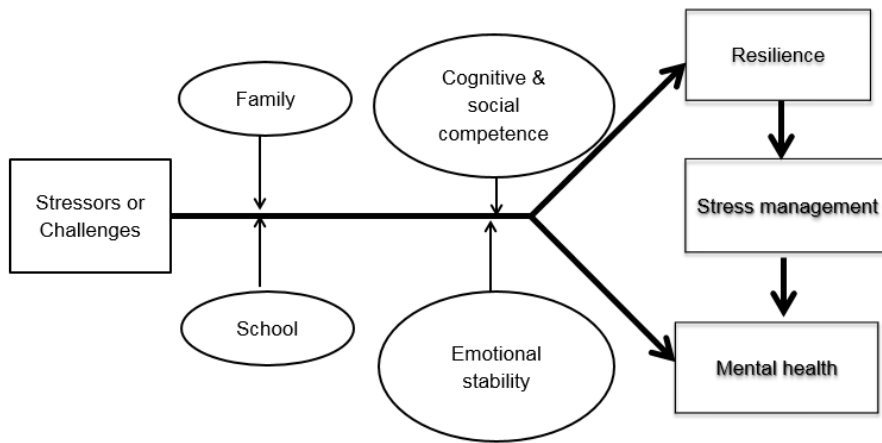 Stressors or
Challenges
Family
School
Cognitive &
social
competence
Emotional
stability
Resilience
Stress management
Mental health